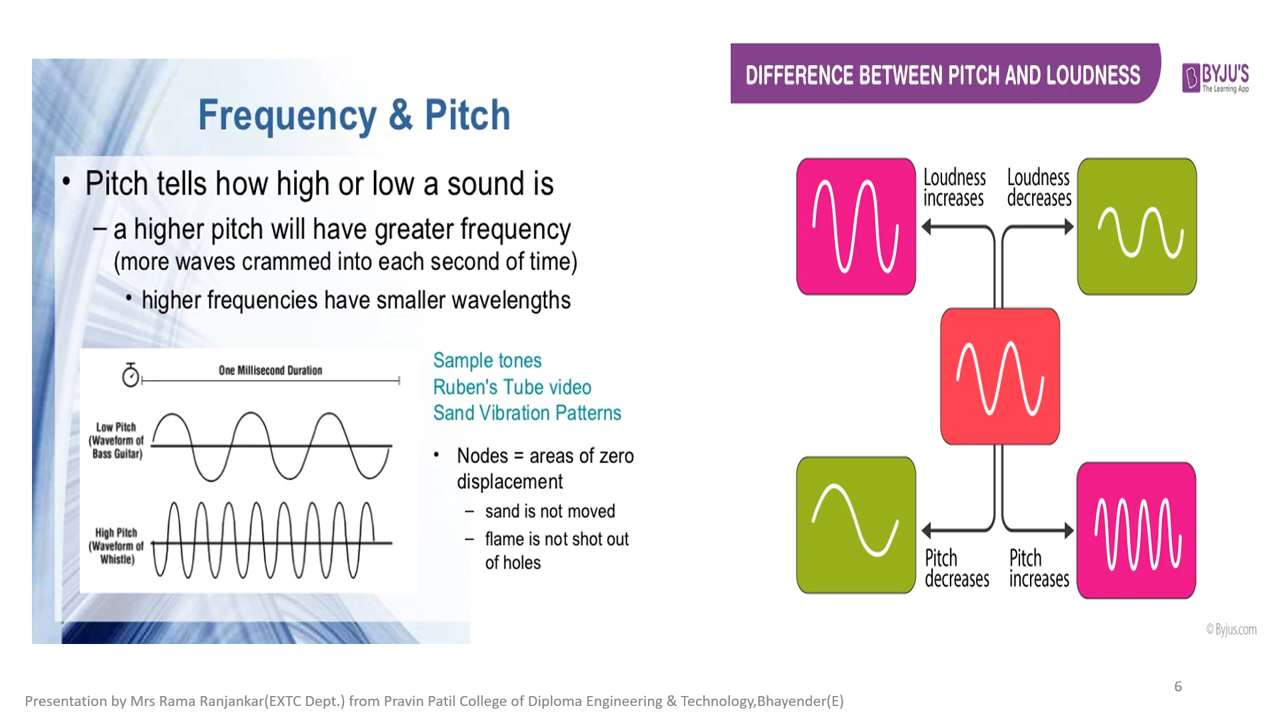 Frequency & Pitch
• Pitch tells how high or low a sound is
– a higher pitch will have greater frequency
(more waves crammed into each second of time)
• higher frequencies have smaller wavelengths
One Millisecond Duration
Low Pitch
(Waveform of
Bass Guitar)
High Pitch
(Waveform of
Whistle)
Sample tones
Ruben's Tube video
Sand Vibration Patterns
• Nodes = areas of zero
displacement
– sand is not moved
– flame is not shot out
of holes
DIFFERENCE BETWEEN PITCH AND LOUDNESS
BYJU'S
The Learning App
Loudness
increases
Loudness
decreases
Pitch
decreases
Pitch
increases
© Byjus.com
Presentation by Mrs Rama Ranjankar(EXTC Dept.) from Pravin Patil College of Diploma Engineering & Technology,Bhayender(E)
6